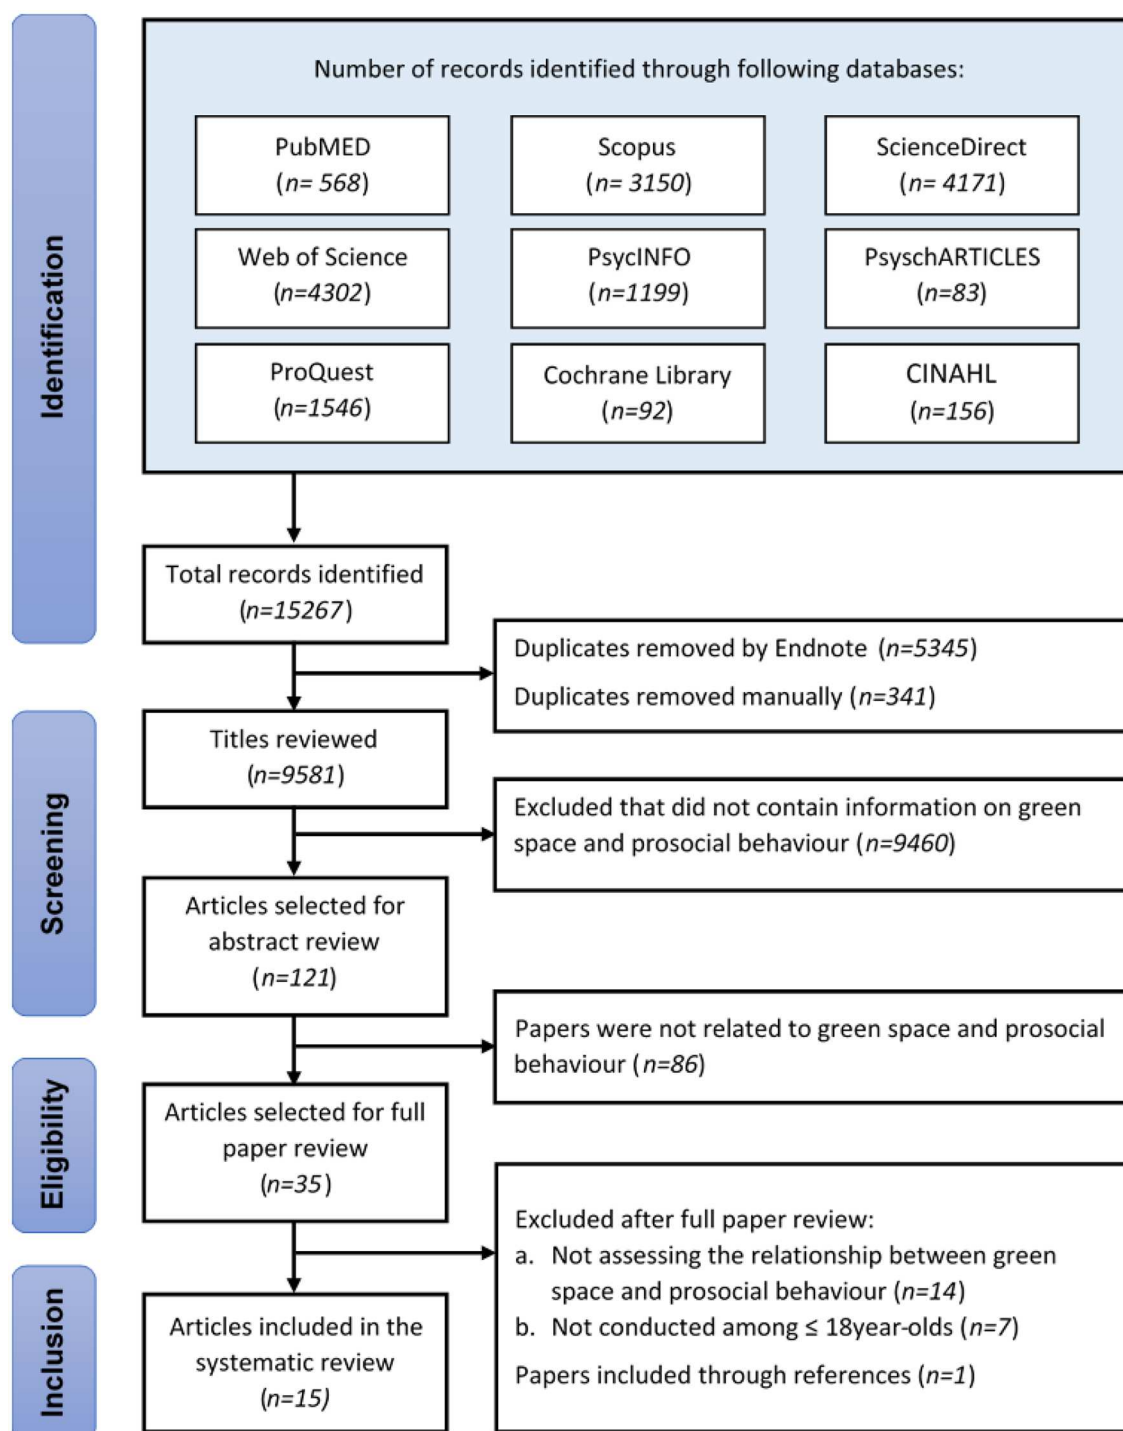 Identification
Number of records identified through following databases:
PubMED
(n= 568)
Scopus
(n= 3150)
ScienceDirect
(n= 4171)
Web of Science
(n=4302)
PsycINFO
(n=1199)
PsyschARTICLES
(n=83)
ProQuest
(n=1546)
Cochrane Library
(n=92)
CINAHL
(n=156)
Total records identified
(n=15267)
Duplicates removed by Endnote (n=5345)
Duplicates removed manually (n=341)
Screening
Titles reviewed
(n=9581)
Excluded that did not contain information on green
space and prosocial behaviour (n=9460)
Articles selected for
abstract review
(n=121)
Papers were not related to green space and prosocial
behaviour (n=86)
Eligibility
Articles selected for full
paper review
(n=35)
Excluded after full paper review:
a. Not assessing the relationship between green
space and prosocial behaviour (n=14)
b. Not conducted among ≤ 18year-olds (n=7)
Papers included through references (n=1)
Inclusion
Articles included in the
systematic review
(n=15)